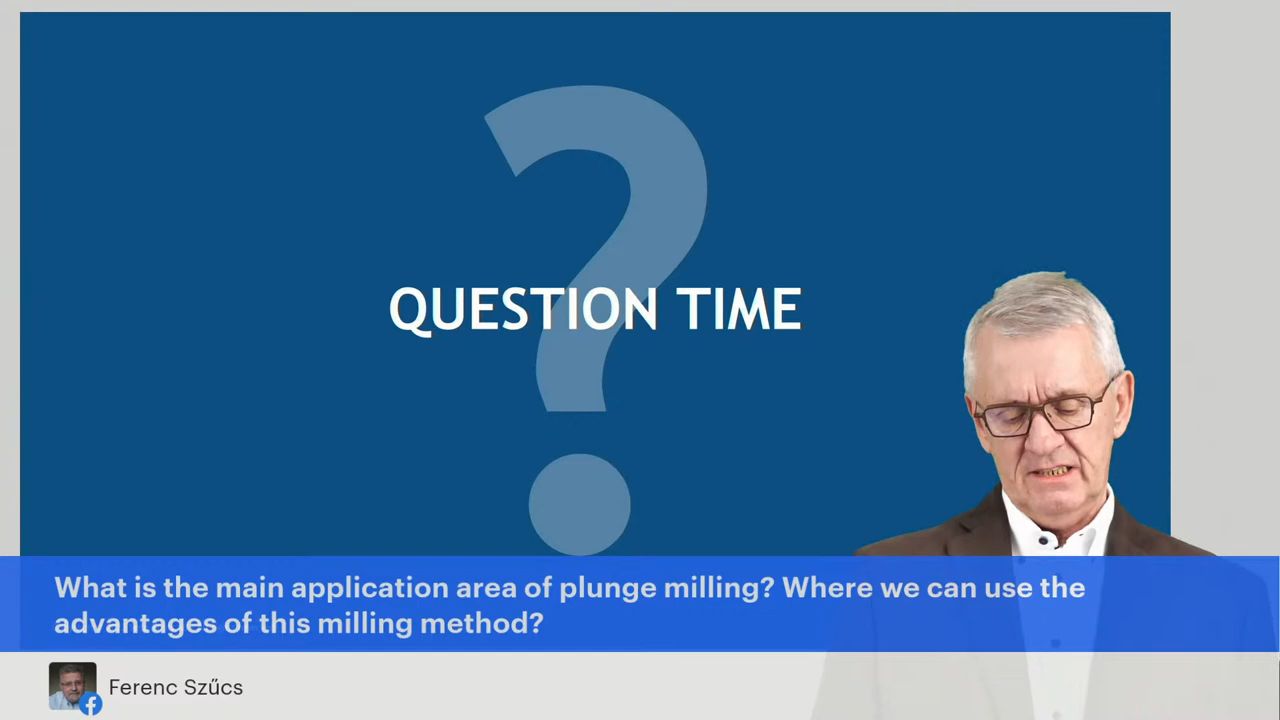 QUESTION TIME
What is the main application area of plunge milling? Where we can use the
advantages of this milling method?
Ferenc Szűcs